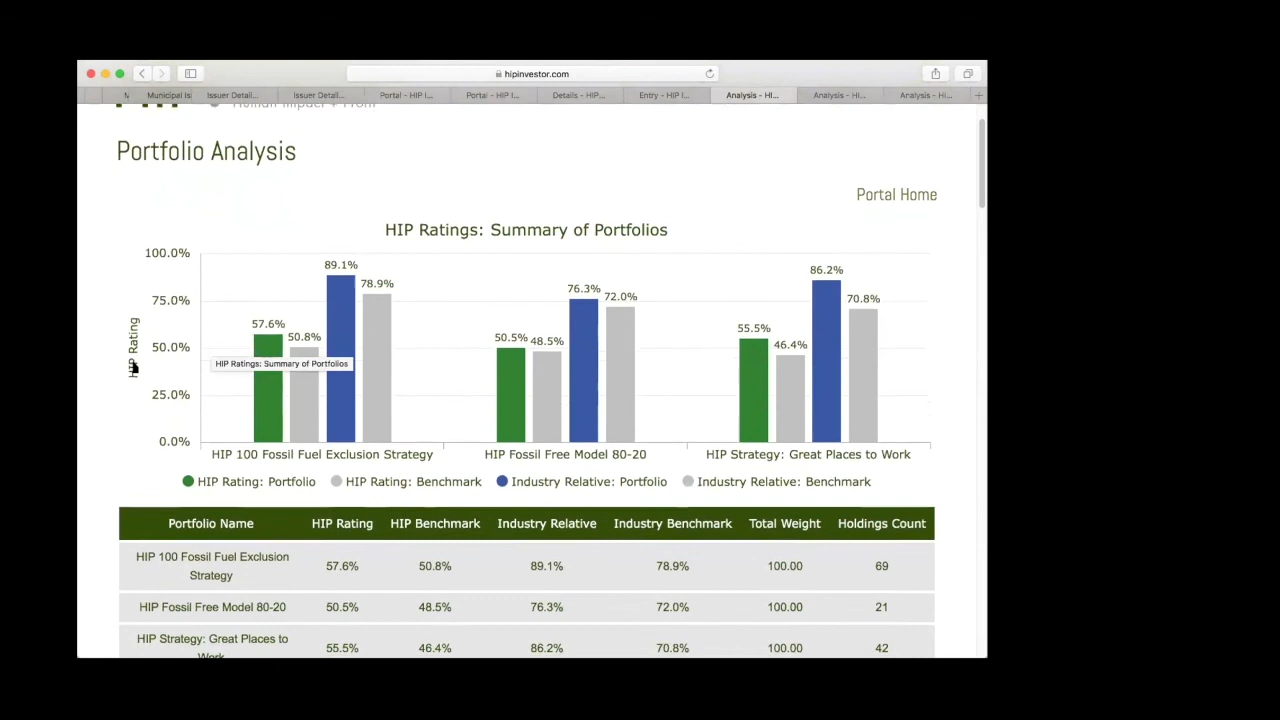 hipinvestor.com
Municipal Is
Issuer Detail...
Issuer Detail...
Portal - HIP I...
Portal - HIP I...
Details - HIP...
Entry - HIP I...
Analysis - HI...
Analysis - HI...
Analysis - HI...
Human Impact + Profit
Portfolio Analysis
Portal Home
HIP Ratings: Summary of Portfolios
HIP Rating
100.0%
75.0%
50.0%
25.0%
0.0%
57.6%
50.8%
89.1%
78.9%
50.5%
48.5%
76.3%
72.0%
55.5%
46.4%
86.2%
70.8%
HIP Ratings: Summary of Portfolios
HIP 100 Fossil Fuel Exclusion Strategy
HIP Fossil Free Model 80-20
HIP Strategy: Great Places to Work
HIP Rating: Portfolio HIP Rating: Benchmark Industry Relative: Portfolio Industry Relative: Benchmark
Portfolio Name HIP Rating HIP Benchmark Industry Relative Industry Benchmark Total Weight Holdings Count
HIP 100 Fossil Fuel Exclusion
Strategy
57.6% 50.8% 89.1% 78.9% 100.00 69
HIP Fossil Free Model 80-20 50.5% 48.5% 76.3% 72.0% 100.00 21
HIP Strategy: Great Places to
Work
55.5% 46.4% 86.2% 70.8% 100.00 42